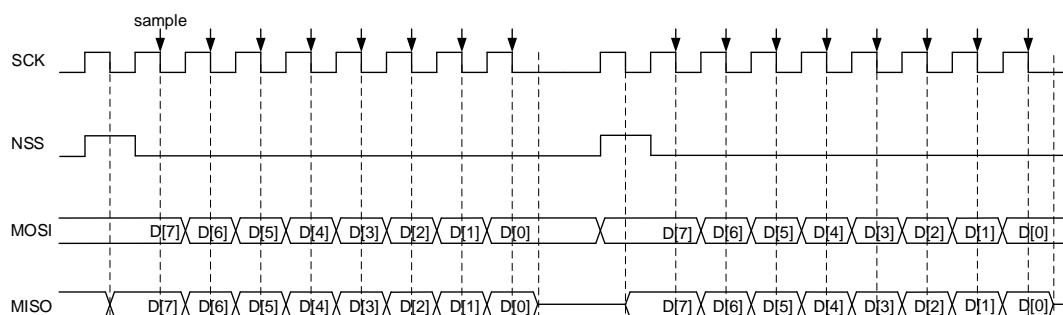 sample
SCK
NSS
MOSI D[7] D[6] D[5] D[4] D[3] D[2] D[1] D[0] D[7] D[6] D[5] D[4] D[3] D[2] D[1] D[0]
MISO D[7] D[6] D[5] D[4] D[3] D[2] D[1] D[0] D[7] D[6] D[5] D[4] D[3] D[2] D[1] D[0]